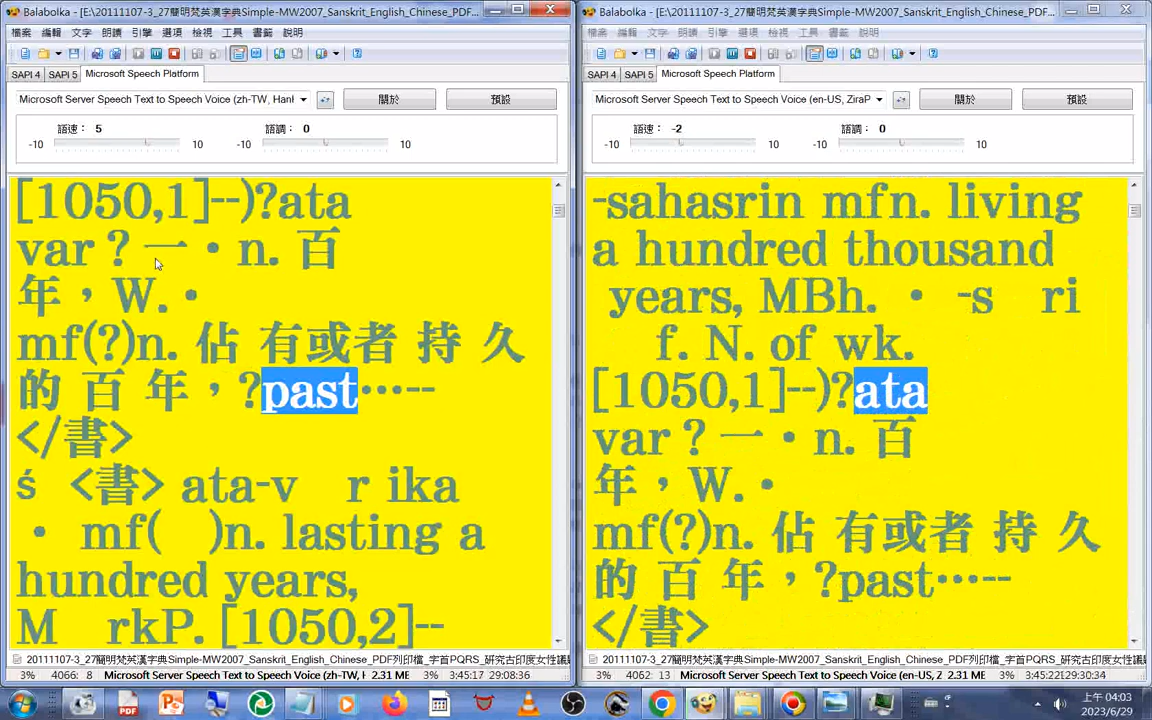 Balabolka - [E:\20111107-3_27簡明梵英漢字典Simple-MW2007_Sanskrit_English_Chinese_PDF...
檔案 編輯 文字 朗讀 引擎 選項 檢視 工具 書籤 說明
SAPI 4 SAPI 5 Microsoft Speech Platform
Microsoft Server Speech Text to Speech Voice (zh-TW, Hanl
關於
預設
語速： 5
語調： 0
-10 10 -10 10
[1050,1]--)?ata
var ? 一 • n. 百
年，W. •
mf(?)n. 佔 有或者 持 久
的 百 年，?past…--
</書>
ś <書> ata-v r ika
• mf( )n. lasting a
hundred years,
M rkP. [1050,2]--
20111107-3_27簡明梵英漢字典Simple-MW2007_Sanskrit_English_Chinese_PDF列印檔_字首PQRS_研究古印度女性議
3% 4066: 8 Microsoft Server Speech Text to Speech Voice (zh-TW, H 2.31 ME 3% 3:45:17 29:08:36
Balabolka - [E:\20111107-3_27簡明梵英漢字典Simple-MW2007_Sanskrit_English_Chinese_PDF...
檔案 編輯 文字 朗讀 引擎 選項 檢視 工具 書籤 說明
SAPI 4 SAPI 5 Microsoft Speech Platform
Microsoft Server Speech Text to Speech Voice (en-US, ZiraP
關於
預設
語速： -2
語調： 0
-10 10 -10 10
-sahasrin mfn. living
a hundred thousand
years, MBh. • -s ri
f. N. of wk.
[1050,1]--)?ata
var ? 一 • n. 百
年，W. •
mf(?)n. 佔 有或者 持 久
的 百 年，?past…--
</書>
20111107-3_27簡明梵英漢字典Simple-MW2007_Sanskrit_English_Chinese_PDF列印檔_字首PQRS_研究古印度女性議
3% 4062: 13 Microsoft Server Speech Text to Speech Voice (en-US, Z 2.31 ME 3% 3:45:22 29:30:34
上午 04:03
2023/6/29